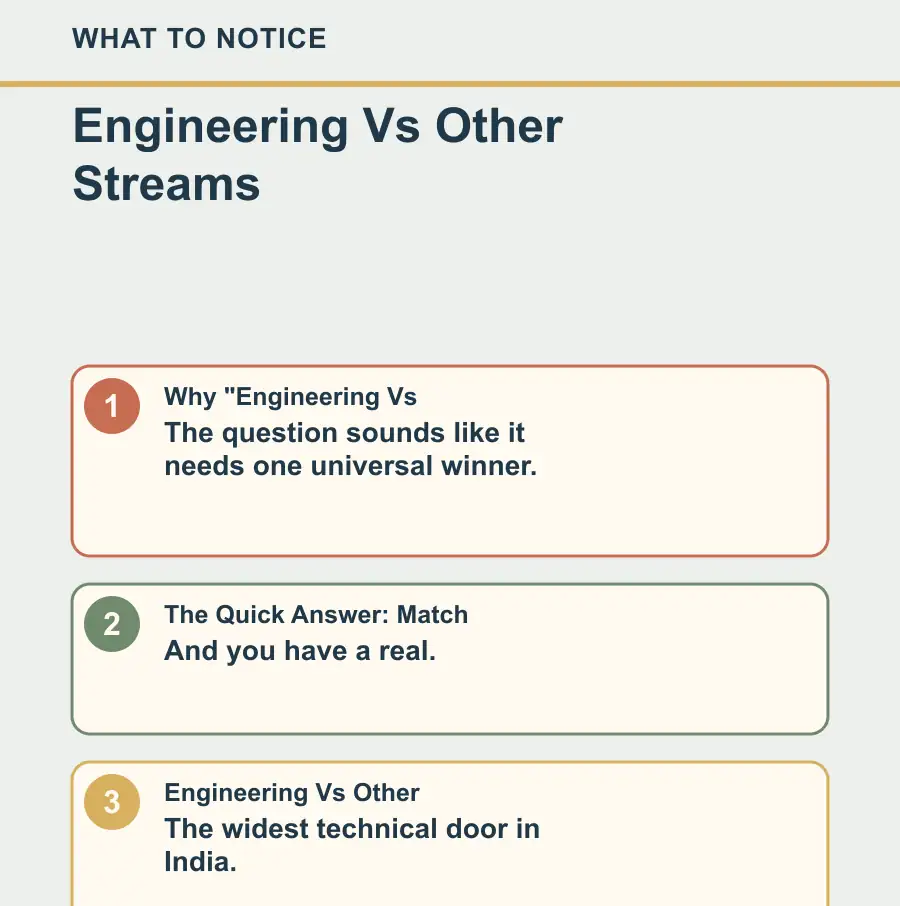 WHAT TO NOTICE
Engineering Vs Other
Streams
1
Why "Engineering Vs
The question sounds like it
needs one universal winner.
2
The Quick Answer: Match
And you have a real.
3
Engineering Vs Other
The widest technical door in
India.